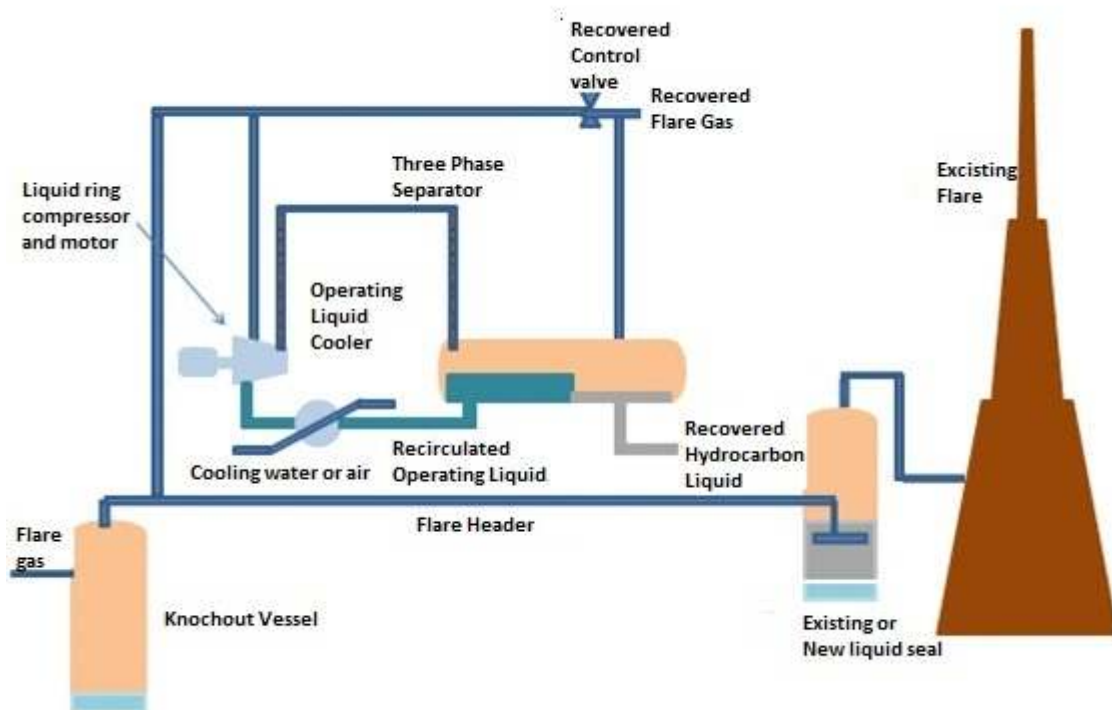 Recovered
Control
valve
Recovered
Flare Gas
Three Phase
Separator
Excisting
Flare
Liquid ring
compressor
and motor
Operating
Liquid
Cooler
Recovered
Hydrocarbon
Liquid
Recirculated
Operating Liquid
Cooling water or air
Flare Header
Flare
gas
Knochout Vessel
Existing or
New liquid seal